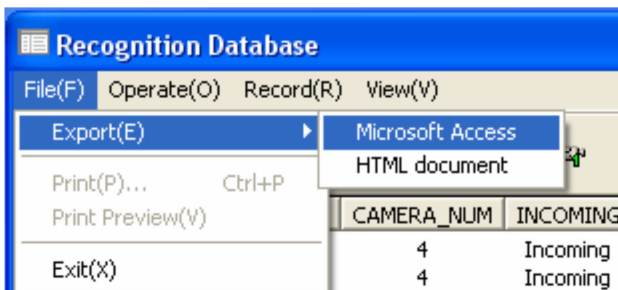 Recognition Database
File(F) Operate(O) Record(R) View(V)
Export(E) Microsoft Access
HTML document
Print(P)... Ctrl+P
Print Preview(V)
CAMERA_NUM INCOMING
4 Incoming
Exit(X)
4 Incoming